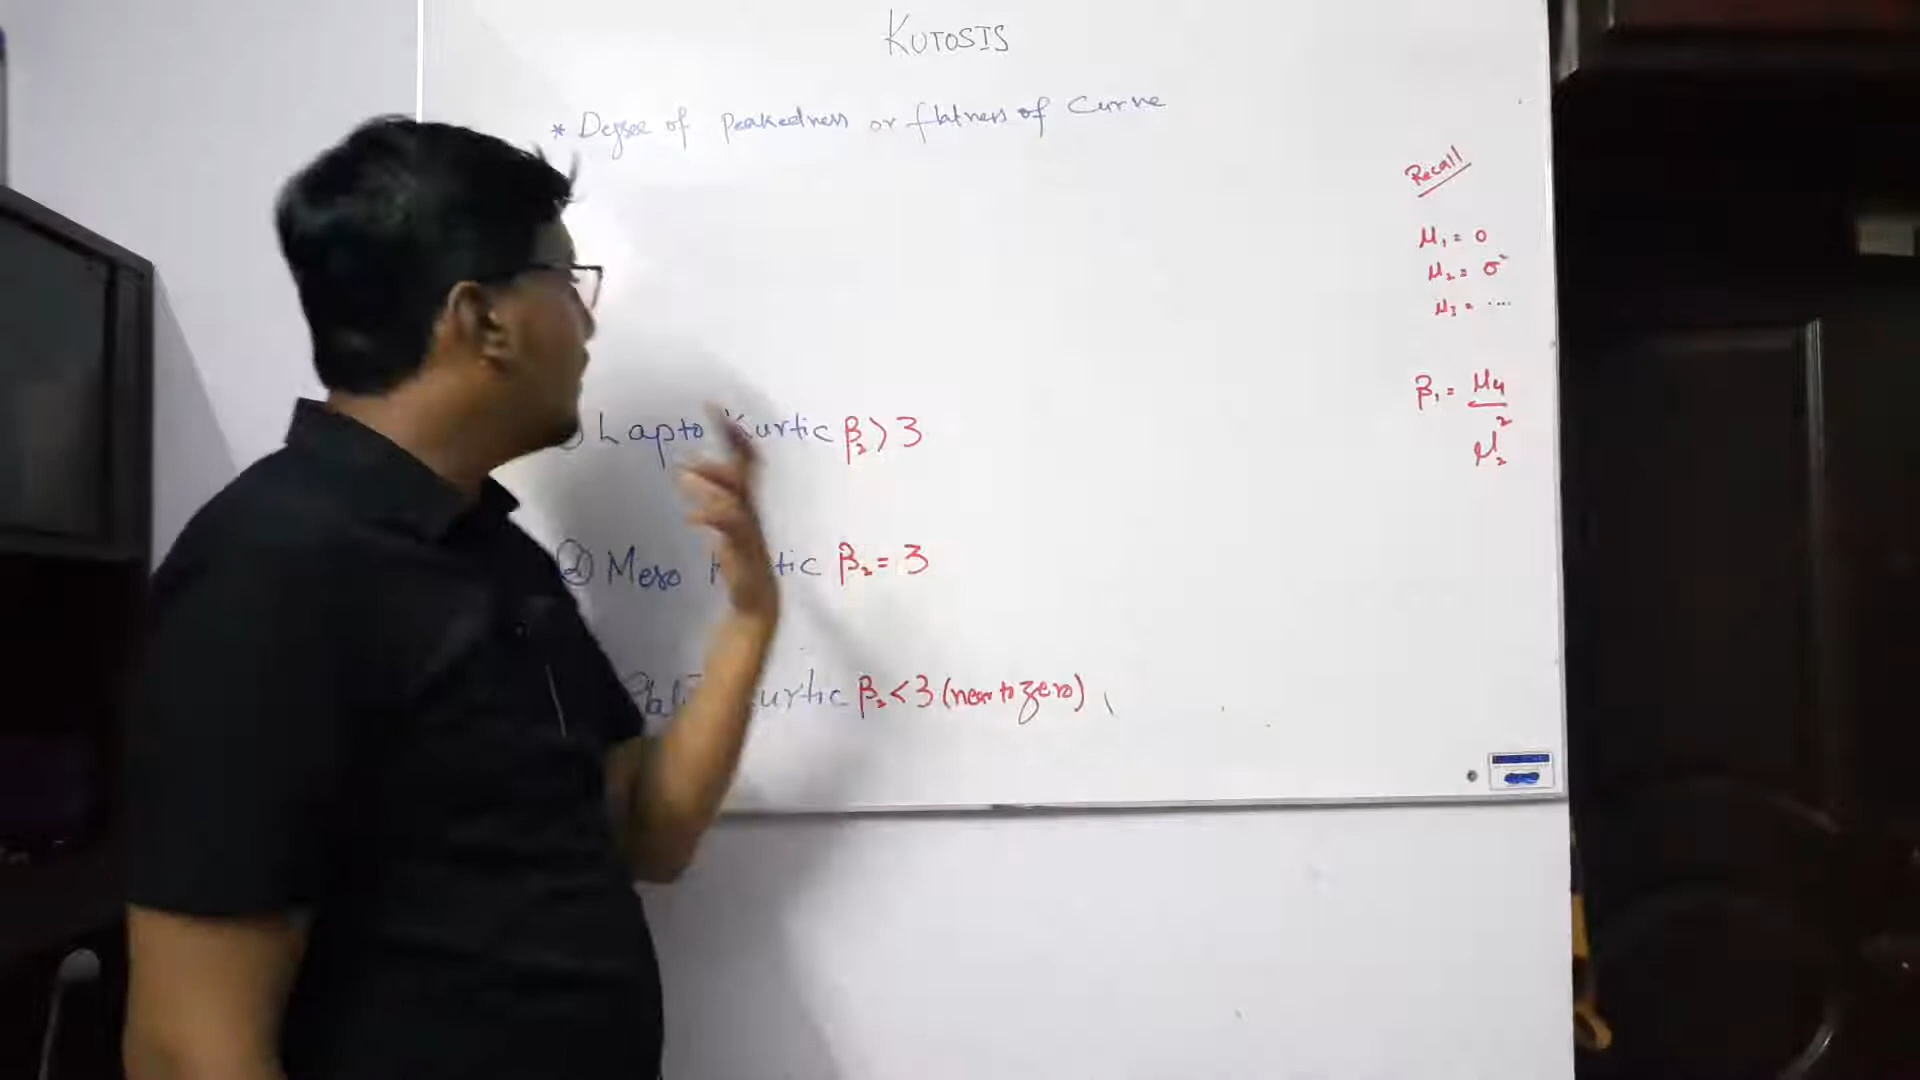 KUTOSIS
* Degree of Peakedness or flatness of Curve
Lapto Kurtic β₂ > 3
② Meso tic β₂ = 3
urtic β₂ < 3 (near to zero)
Recall
μ₁ = 0
μ₂ = σ²
μ₃ = ....
β₁ = μ₄
μ₂²